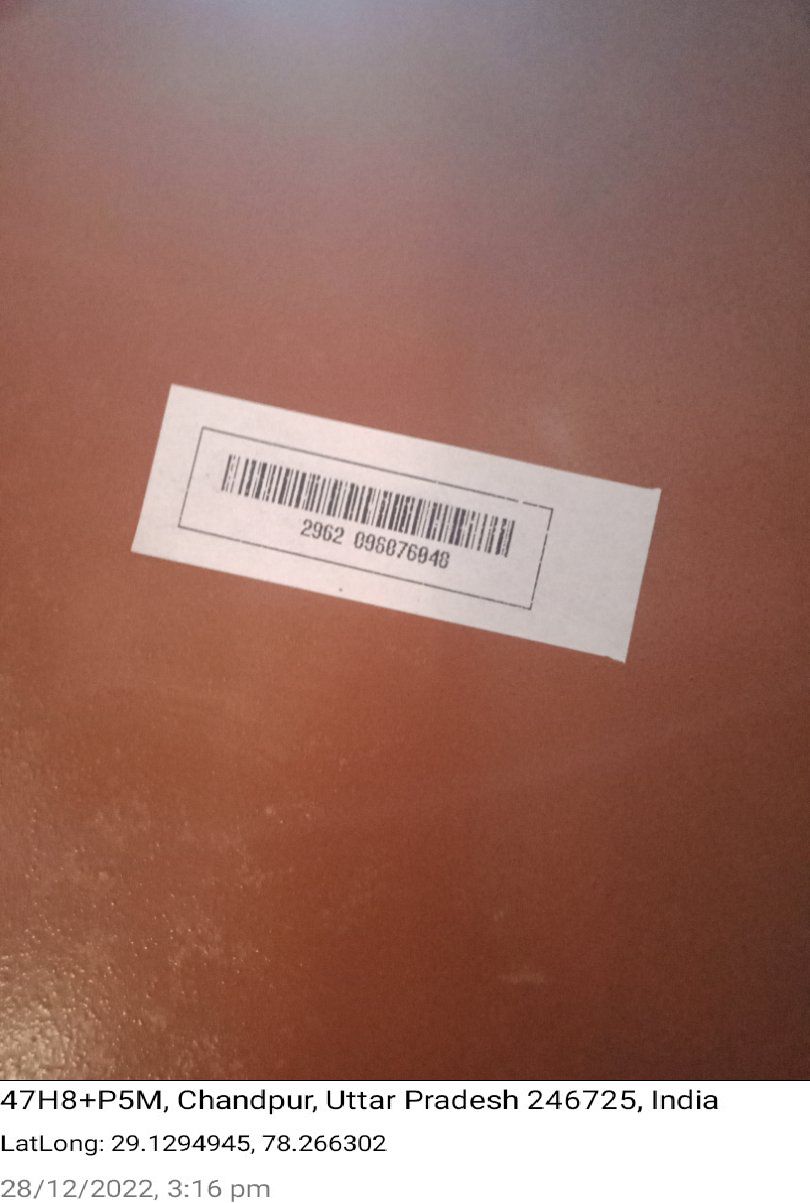 2962 096876048
47H8+P5M, Chandpur, Uttar Pradesh 246725, India
LatLong: 29.1294945, 78.266302
28/12/2022, 3:16 pm